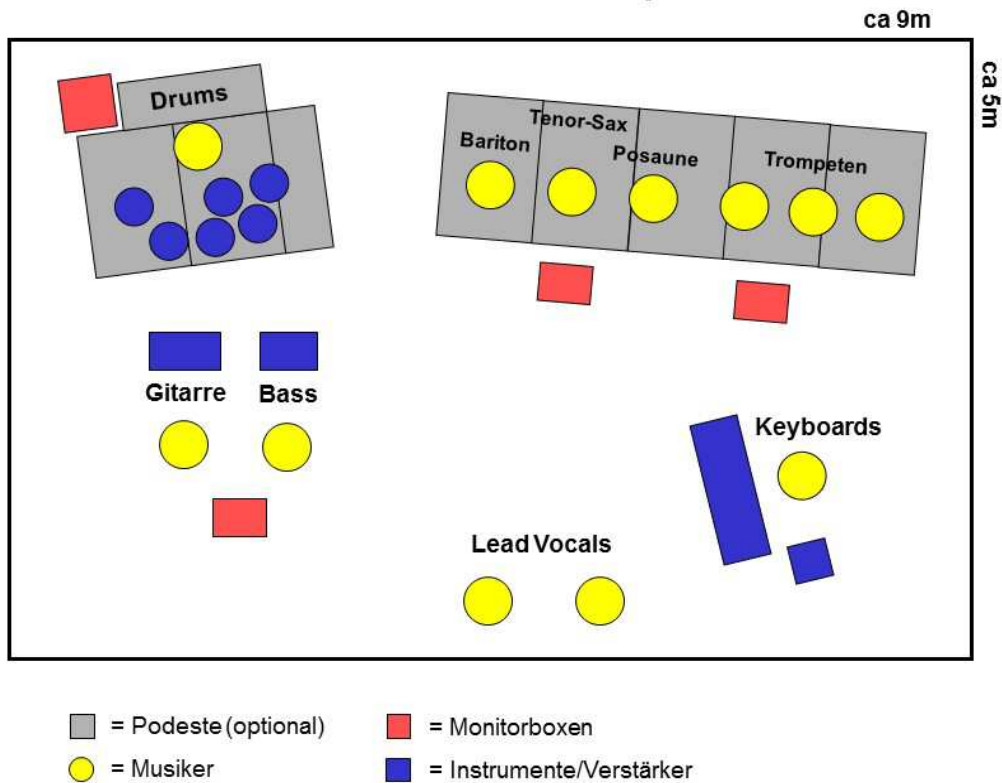 ca 9m
ca 5m
Drums
Tenor-Sax
Bariton
Posaune
Trompeten
Gitarre
Bass
Keyboards
Lead Vocals
= Podeste (optional)
= Monitorboxen
= Musiker
= Instrumente/Verstärker